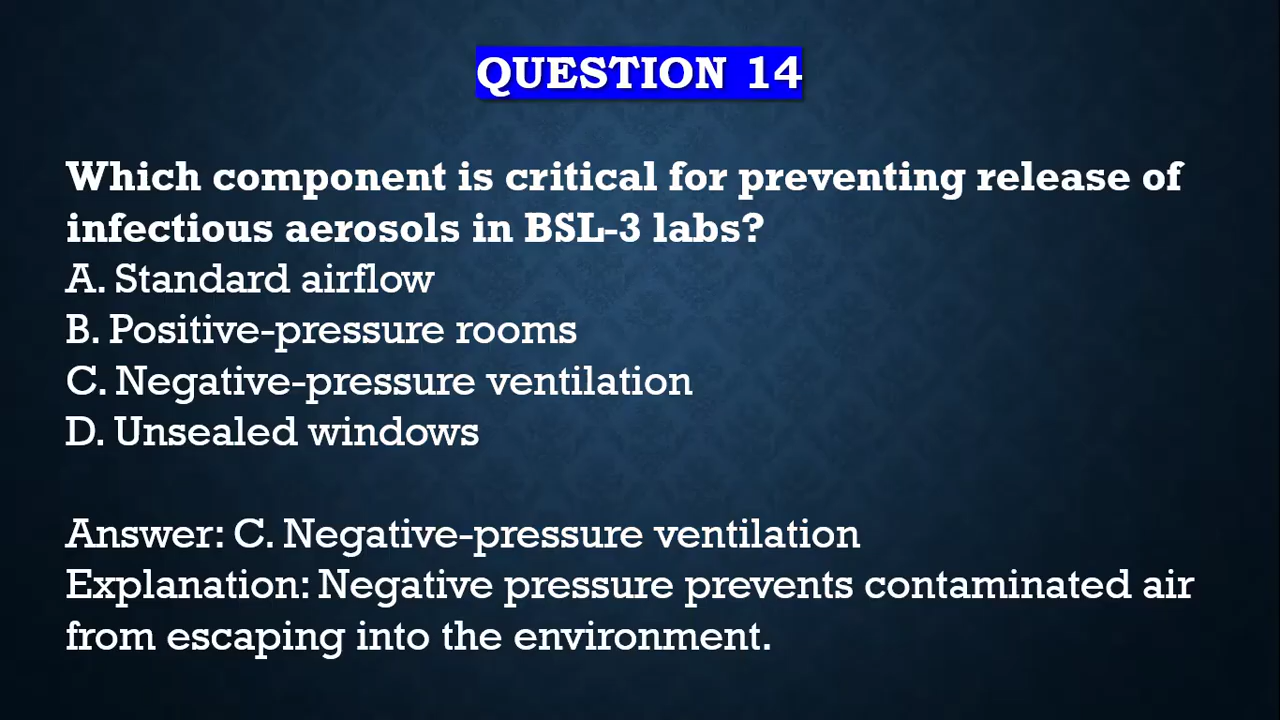 QUESTION 14
Which component is critical for preventing release of
infectious aerosols in BSL-3 labs?
A. Standard airflow
B. Positive-pressure rooms
C. Negative-pressure ventilation
D. Unsealed windows
Answer: C. Negative-pressure ventilation
Explanation: Negative pressure prevents contaminated air
from escaping into the environment.